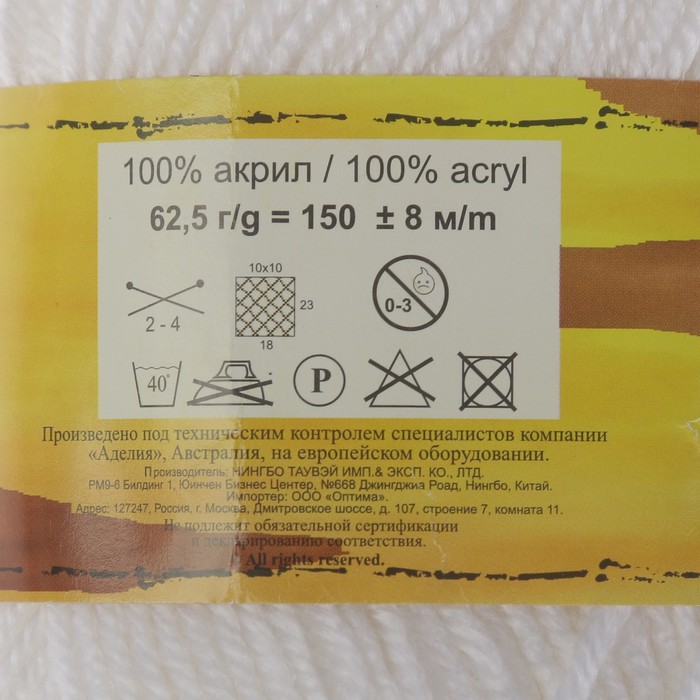 100% акрил / 100% acryl
62,5 г/g = 150 ± 8 м/m
10x10
23
18
2 - 4
0-3
40°
P
Произведено под техническим контролем специалистов компании
«Аделия», Австралия, на европейском оборудовании.
Производитель: НИНГБО ТАУВЭЙ ИМП.& ЭКСП. КО., ЛТД.
РМ9-6 Билдинг 1, Юинчен Бизнес Центер, №668 Джингджиа Роад, Нингбо, Китай.
Импортер: ООО «Оптима».
Адрес: 127247, Россия, г. Москва, Дмитровское шоссе, д. 107, строение 7, комната 11.
Не подлежит обязательной сертификации
и декларированию соответствия.
All rights reserved.